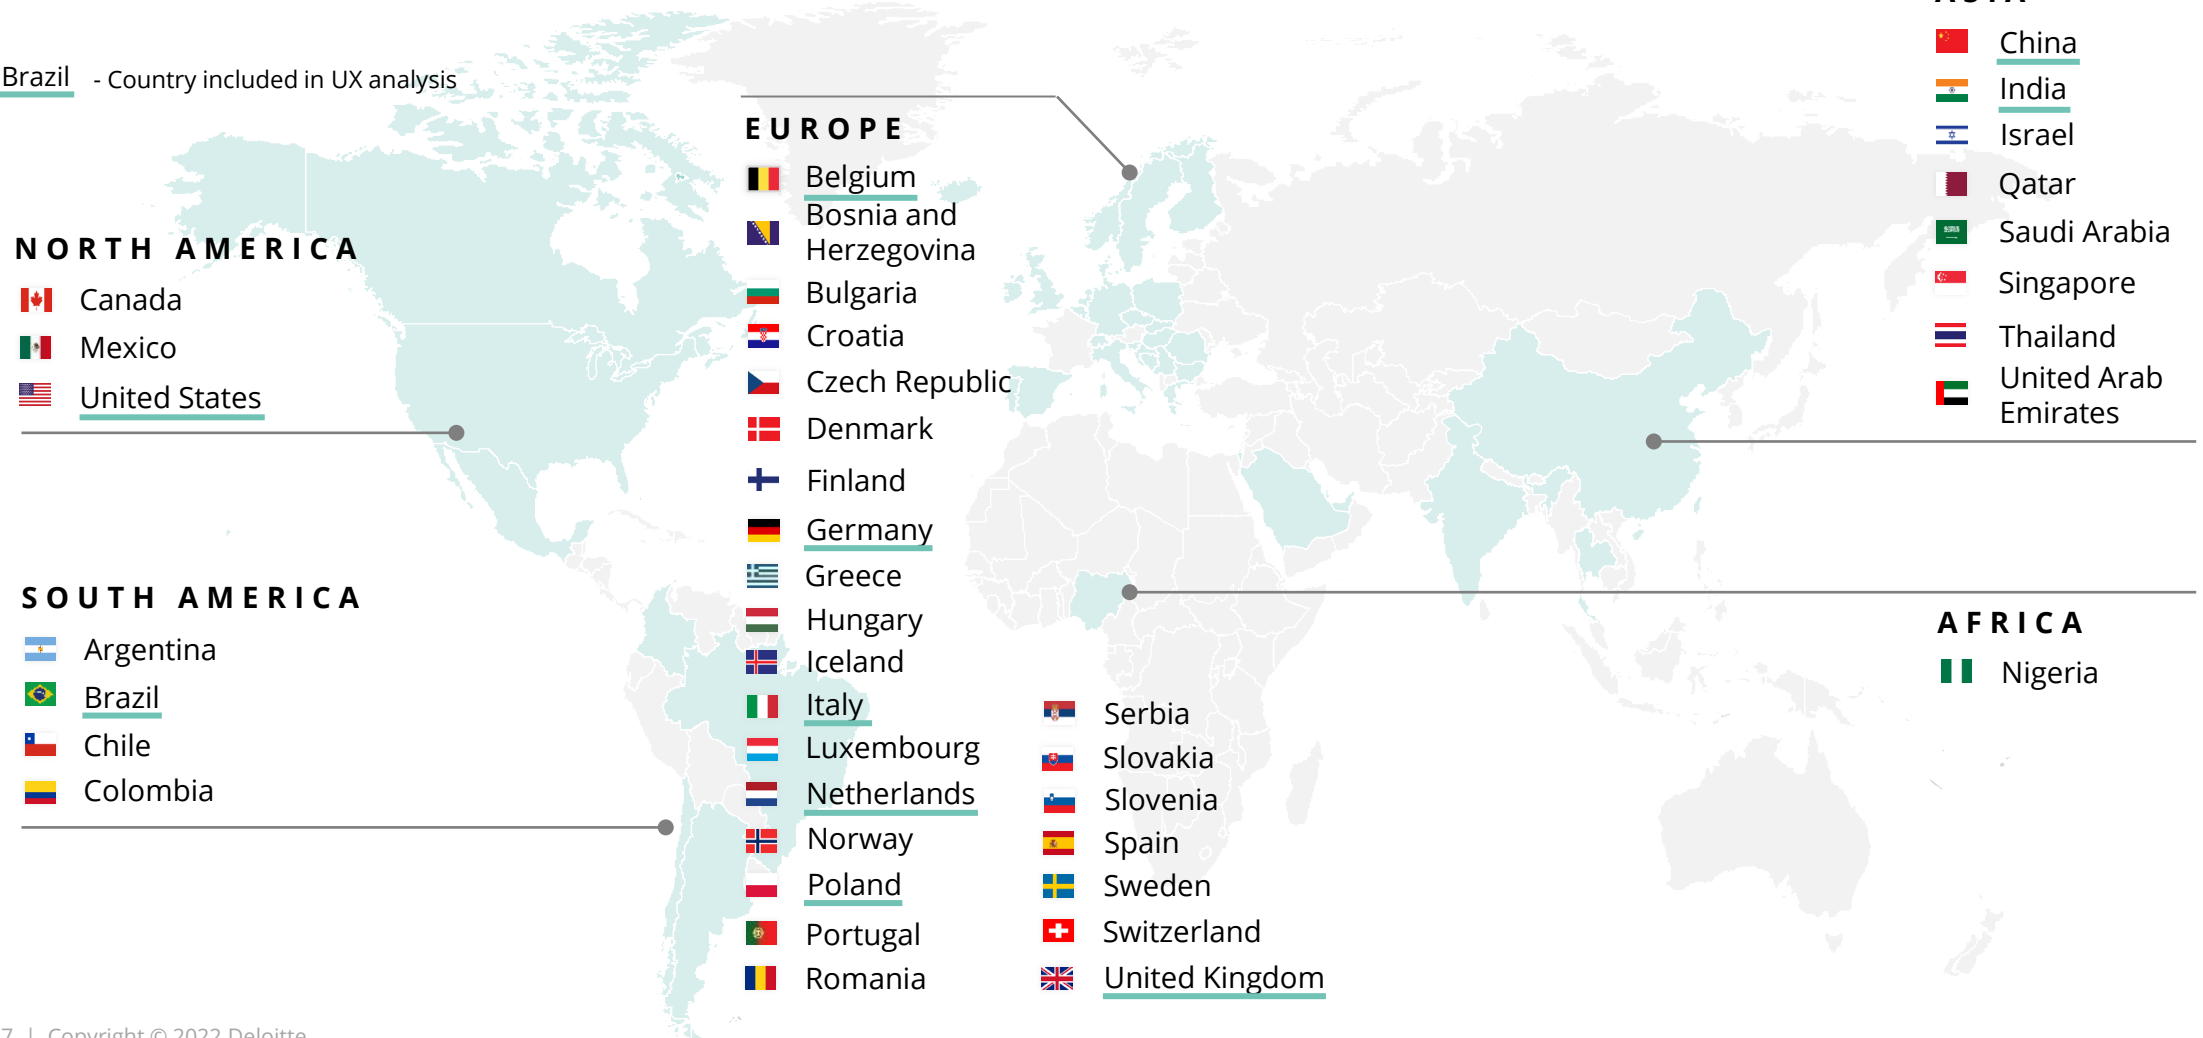 Brazil - Country included in UX analysis
NORTH AMERICA
Canada
Mexico
United States
SOUTH AMERICA
Argentina
Brazil
Chile
Colombia
EUROPE
Belgium
Bosnia and
Herzegovina
Bulgaria
Croatia
Czech Republic
Denmark
Finland
Germany
Greece
Hungary
Iceland
Italy
Luxembourg
Netherlands
Norway
Poland
Portugal
Romania
Serbia
Slovakia
Slovenia
Spain
Sweden
Switzerland
United Kingdom
ASIA
China
India
Israel
Qatar
Saudi Arabia
Singapore
Thailand
United Arab
Emirates
AFRICA
Nigeria
7 | Copyright © 2022 Deloitte